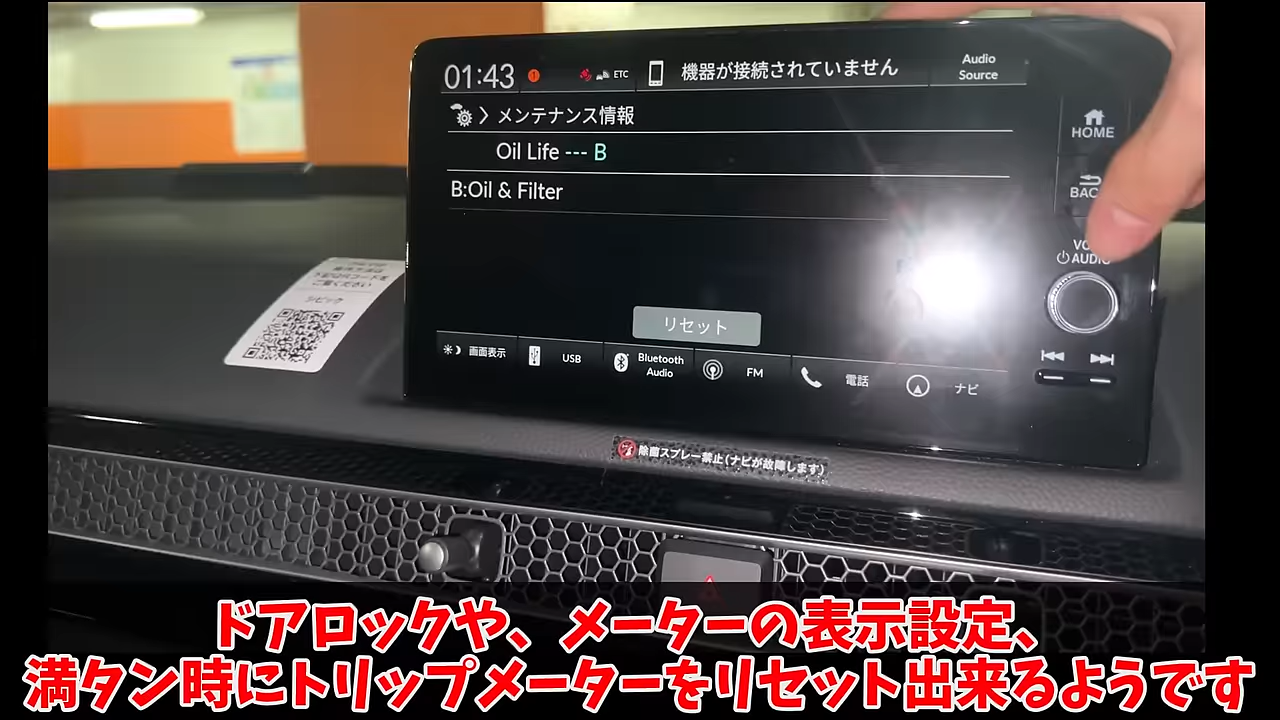 01:43
ETC
機器が接続されていません
Audio
Source
メンテナンス情報
Oil Life --- B
B:Oil & Filter
HOME
AUDIO
リセット
画面表示
USB
Bluetooth
Audio
FM
電話
ナビ
シビック
除菌スプレー禁止(ナビが故障します)
ドアロックや、メーターの表示設定、
満タン時にトリップメーターをリセット出来るようです